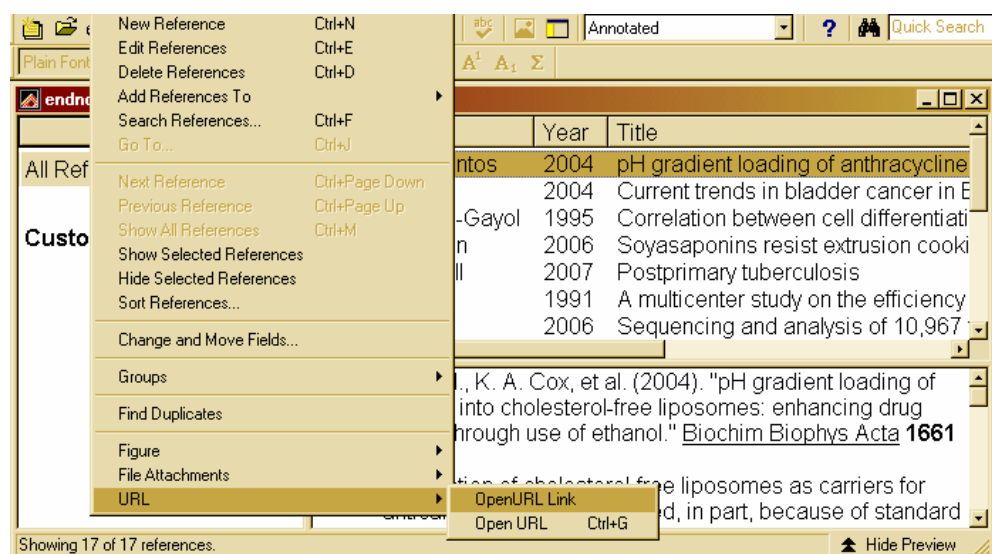 New Reference Ctrl+N
Edit References Ctrl+E
Delete References Ctrl+D
Add References To
Search References... Ctrl+F
Go To... Ctrl+J
Next Reference Ctrl+Page Down
Previous Reference Ctrl+Page Up
Show All References Ctrl+M
Show Selected References
Hide Selected References
Sort References...
Change and Move Fields...
Groups
Find Duplicates
Figure
File Attachments
URL
OpenURL Link
Open URL Ctrl+G
abc
Annotated
?
Quick Search
Plain Font
A¹ A₁ Σ
endno
Year Title
All Ref
Custo
ntos 2004 pH gradient loading of anthracycline
2004 Current trends in bladder cancer in E
-Gayol 1995 Correlation between cell differentiati
n 2006 Soyasaponins resist extrusion cooki
ll 2007 Postprimary tuberculosis
1991 A multicenter study on the efficiency
2006 Sequencing and analysis of 10,967
., K. A. Cox, et al. (2004). "pH gradient loading of
into cholesterol-free liposomes: enhancing drug
hrough use of ethanol." Biochim Biophys Acta 1661
liposomes as carriers for
ed, in part, because of standard
Showing 17 of 17 references.
Hide Preview